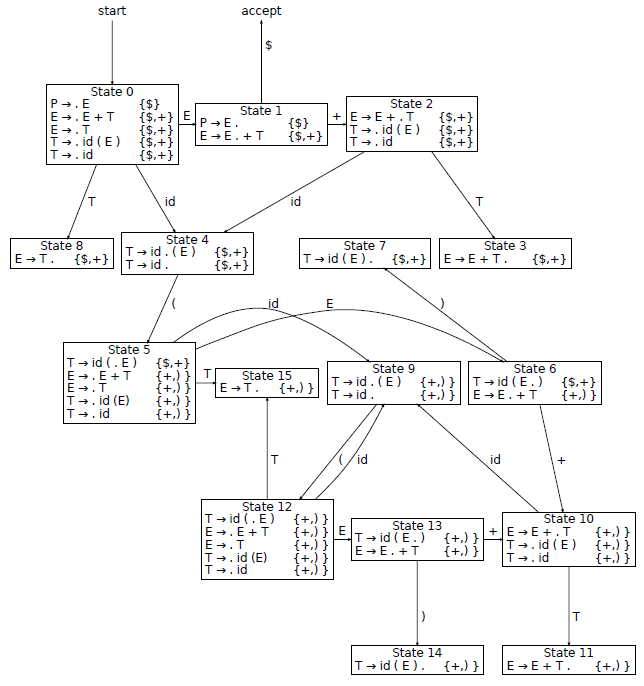 start
accept
$
State 0
P → . E {$}
E → . E + T {$,+}
E → . T {$,+}
T → . id ( E ) {$,+}
T → . id {$,+}
E
State 1
P → E . {$}
E → E . + T {$,+}
+
State 2
E → E + . T {$,+}
T → . id ( E ) {$,+}
T → . id {$,+}
T
id
id
T
State 8
E → T . {$,+}
State 4
T → id . ( E ) {$,+}
T → id . {$,+}
State 7
T → id ( E ) . {$,+}
State 3
E → E + T . {$,+}
(
id
E
)
State 5
T → id ( . E ) {$,+}
E → . E + T {+,) }
E → . T {+,) }
T → . id (E) {+,) }
T → . id {+,) }
T
State 15
E → T . {+,) }
State 9
T → id . ( E ) {+,) }
T → id . {+,) }
State 6
T → id ( E . ) {$,+}
E → E . + T {+,) }
T
(
id
id
+
State 12
T → id ( . E ) {+,) }
E → . E + T {+,) }
E → . T {+,) }
T → . id (E) {+,) }
T → . id {+,) }
E
State 13
T → id ( E . ) {+,) }
E → E . + T {+,) }
+
State 10
E → E + . T {+,) }
T → . id ( E ) {+,) }
T → . id {+,) }
)
T
State 14
T → id ( E ) . {+,) }
State 11
E → E + T . {+,) }